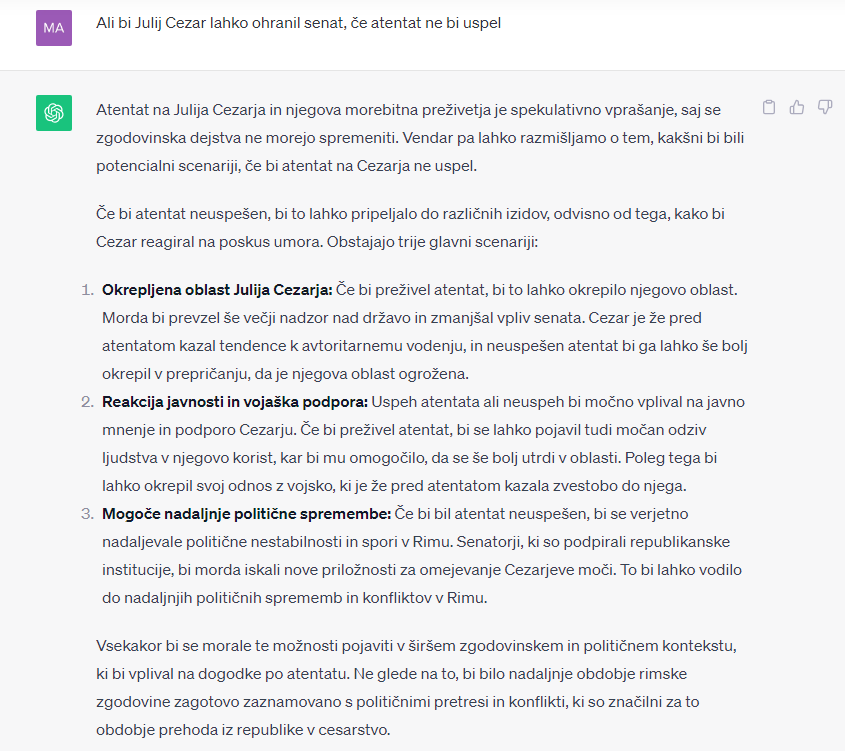 MA
Ali bi Julij Cezar lahko ohranil senat, če atentat ne bi uspel
Atentat na Julija Cezarja in njegova morebitna preživetja je spekulativno vprašanje, saj se
zgodovinska dejstva ne morejo spremeniti. Vendar pa lahko razmišljamo o tem, kakšni bi bili
potencialni scenariji, če bi atentat na Cezarja ne uspel.
Če bi atentat neuspešen, bi to lahko pripeljalo do različnih izidov, odvisno od tega, kako bi
Cezar reagiral na poskus umora. Obstajajo trije glavni scenariji:
1. Okrepljena oblast Julija Cezarja: Če bi preživel atentat, bi to lahko okrepilo njegovo oblast.
Morda bi prevzel še večji nadzor nad državo in zmanjšal vpliv senata. Cezar je že pred
atentatom kazal tendence k avtoritarnemu vodenju, in neuspešen atentat bi ga lahko še bolj
okrepil v prepričanju, da je njegova oblast ogrožena.
2. Reakcija javnosti in vojaška podpora: Uspeh atentata ali neuspeh bi močno vplival na javno
mnenje in podporo Cezarju. Če bi preživel atentat, bi se lahko pojavil tudi močan odziv
ljudstva v njegovo korist, kar bi mu omogočilo, da se še bolj utrdi v oblasti. Poleg tega bi
lahko okrepil svoj odnos z vojsko, ki je že pred atentatom kazala zvestobo do njega.
3. Mogoče nadaljnje politične spremembe: Če bi bil atentat neuspešen, bi se verjetno
nadaljevale politične nestabilnosti in spori v Rimu. Senatorji, ki so podpirali republikanske
institucije, bi morda iskali nove priložnosti za omejevanje Cezarjeve moči. To bi lahko vodilo
do nadaljnjih političnih sprememb in konfliktov v Rimu.
Vsekakor bi se morale te možnosti pojaviti v širšem zgodovinskem in političnem kontekstu,
ki bi vplival na dogodke po atentatu. Ne glede na to, bi bilo nadaljnje obdobje rimske
zgodovine zagotovo zaznamovano s političnimi pretresi in konflikti, ki so značilni za to
obdobje prehoda iz republike v cesarstvo.